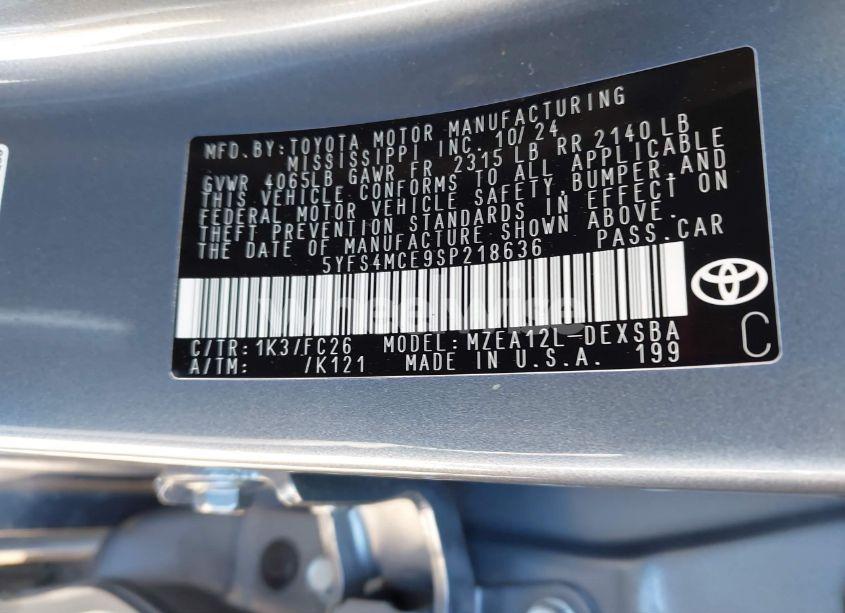 MFD. BY: TOYOTA MOTOR MANUFACTURING
MISSISSIPPI INC. 10/24
GVWR 4065LB GAWR FR 2315 LB RR 2140 LB
THIS VEHICLE CONFORMS TO ALL APPLICABLE
FEDERAL MOTOR VEHICLE SAFETY, BUMPER, AND
THEFT PREVENTION STANDARDS IN EFFECT ON
THE DATE OF MANUFACTURE SHOWN ABOVE.
5YFS4MCE9SP218636 PASS. CAR
C/TR: 1K3/FC26 MODEL: MZEA12L-DEXSBA
A/TM: /K121 MADE IN U.S.A. 199
C